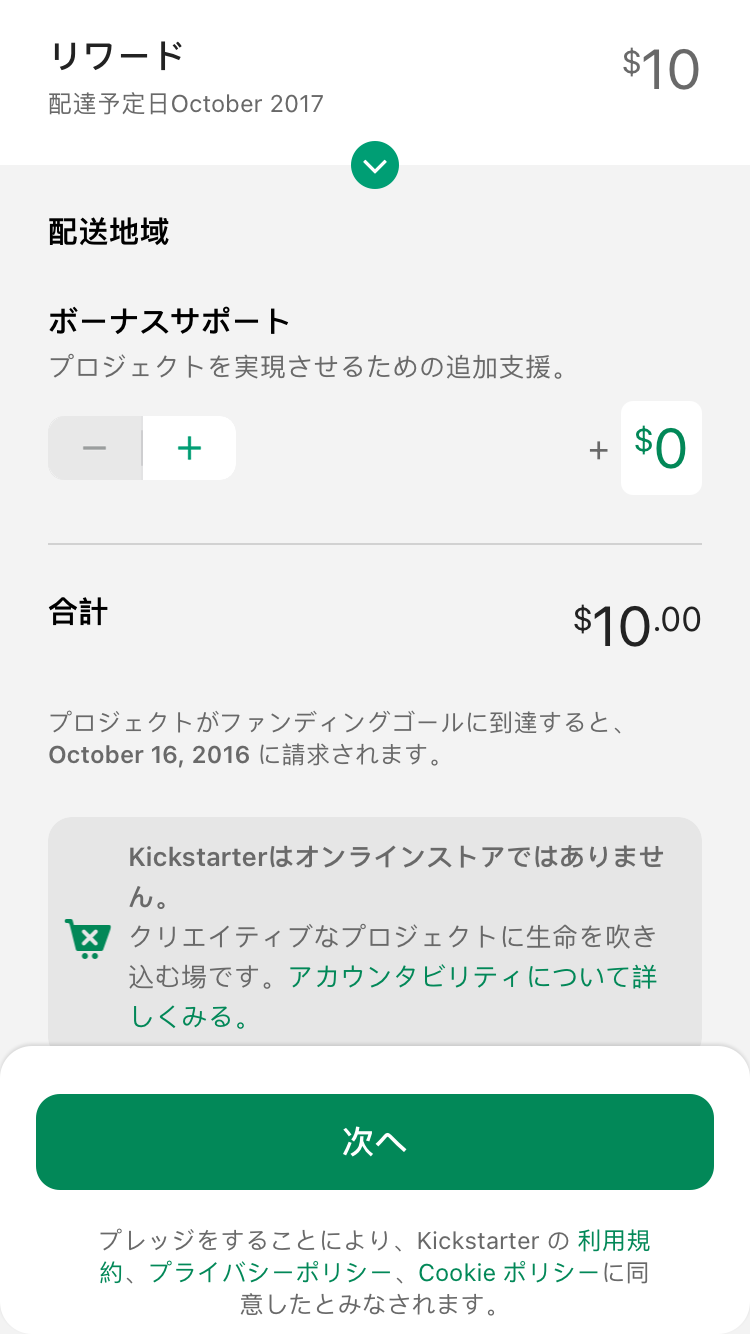 リワード
$10
配達予定日October 2017
配送地域
ボーナスサポート
プロジェクトを実現させるための追加支援。
− + + $0
合計
$10.00
プロジェクトがファンディングゴールに到達すると、
October 16, 2016 に請求されます。
Kickstarterはオンラインストアではありませ
ん。
クリエイティブなプロジェクトに生命を吹き
込む場です。アカウンタビリティについて詳
しくみる。
次へ
プレッジをすることにより、Kickstarter の 利用規
約、プライバシーポリシー、Cookie ポリシーに同
意したとみなされます。